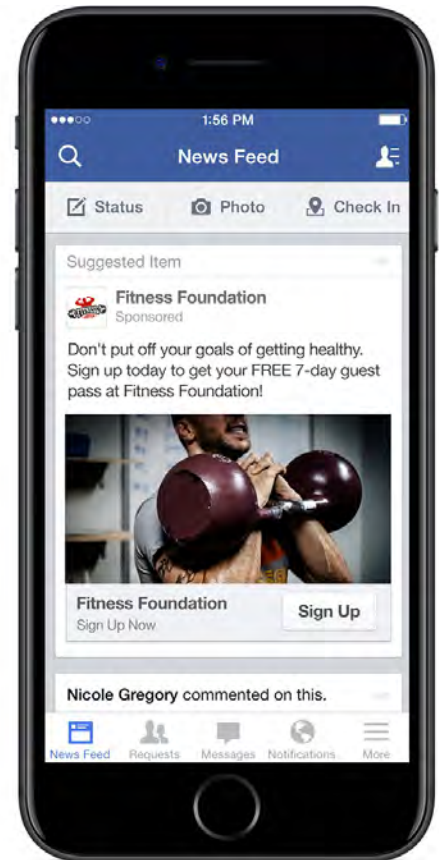 1:56 PM
News Feed
Status Photo Check In
Suggested Item
Fitness Foundation
Sponsored
Don't put off your goals of getting healthy.
Sign up today to get your FREE 7-day guest
pass at Fitness Foundation!
Fitness Foundation
Sign Up Now
Sign Up
Nicole Gregory commented on this.
News Feed Requests Messages Notifications More